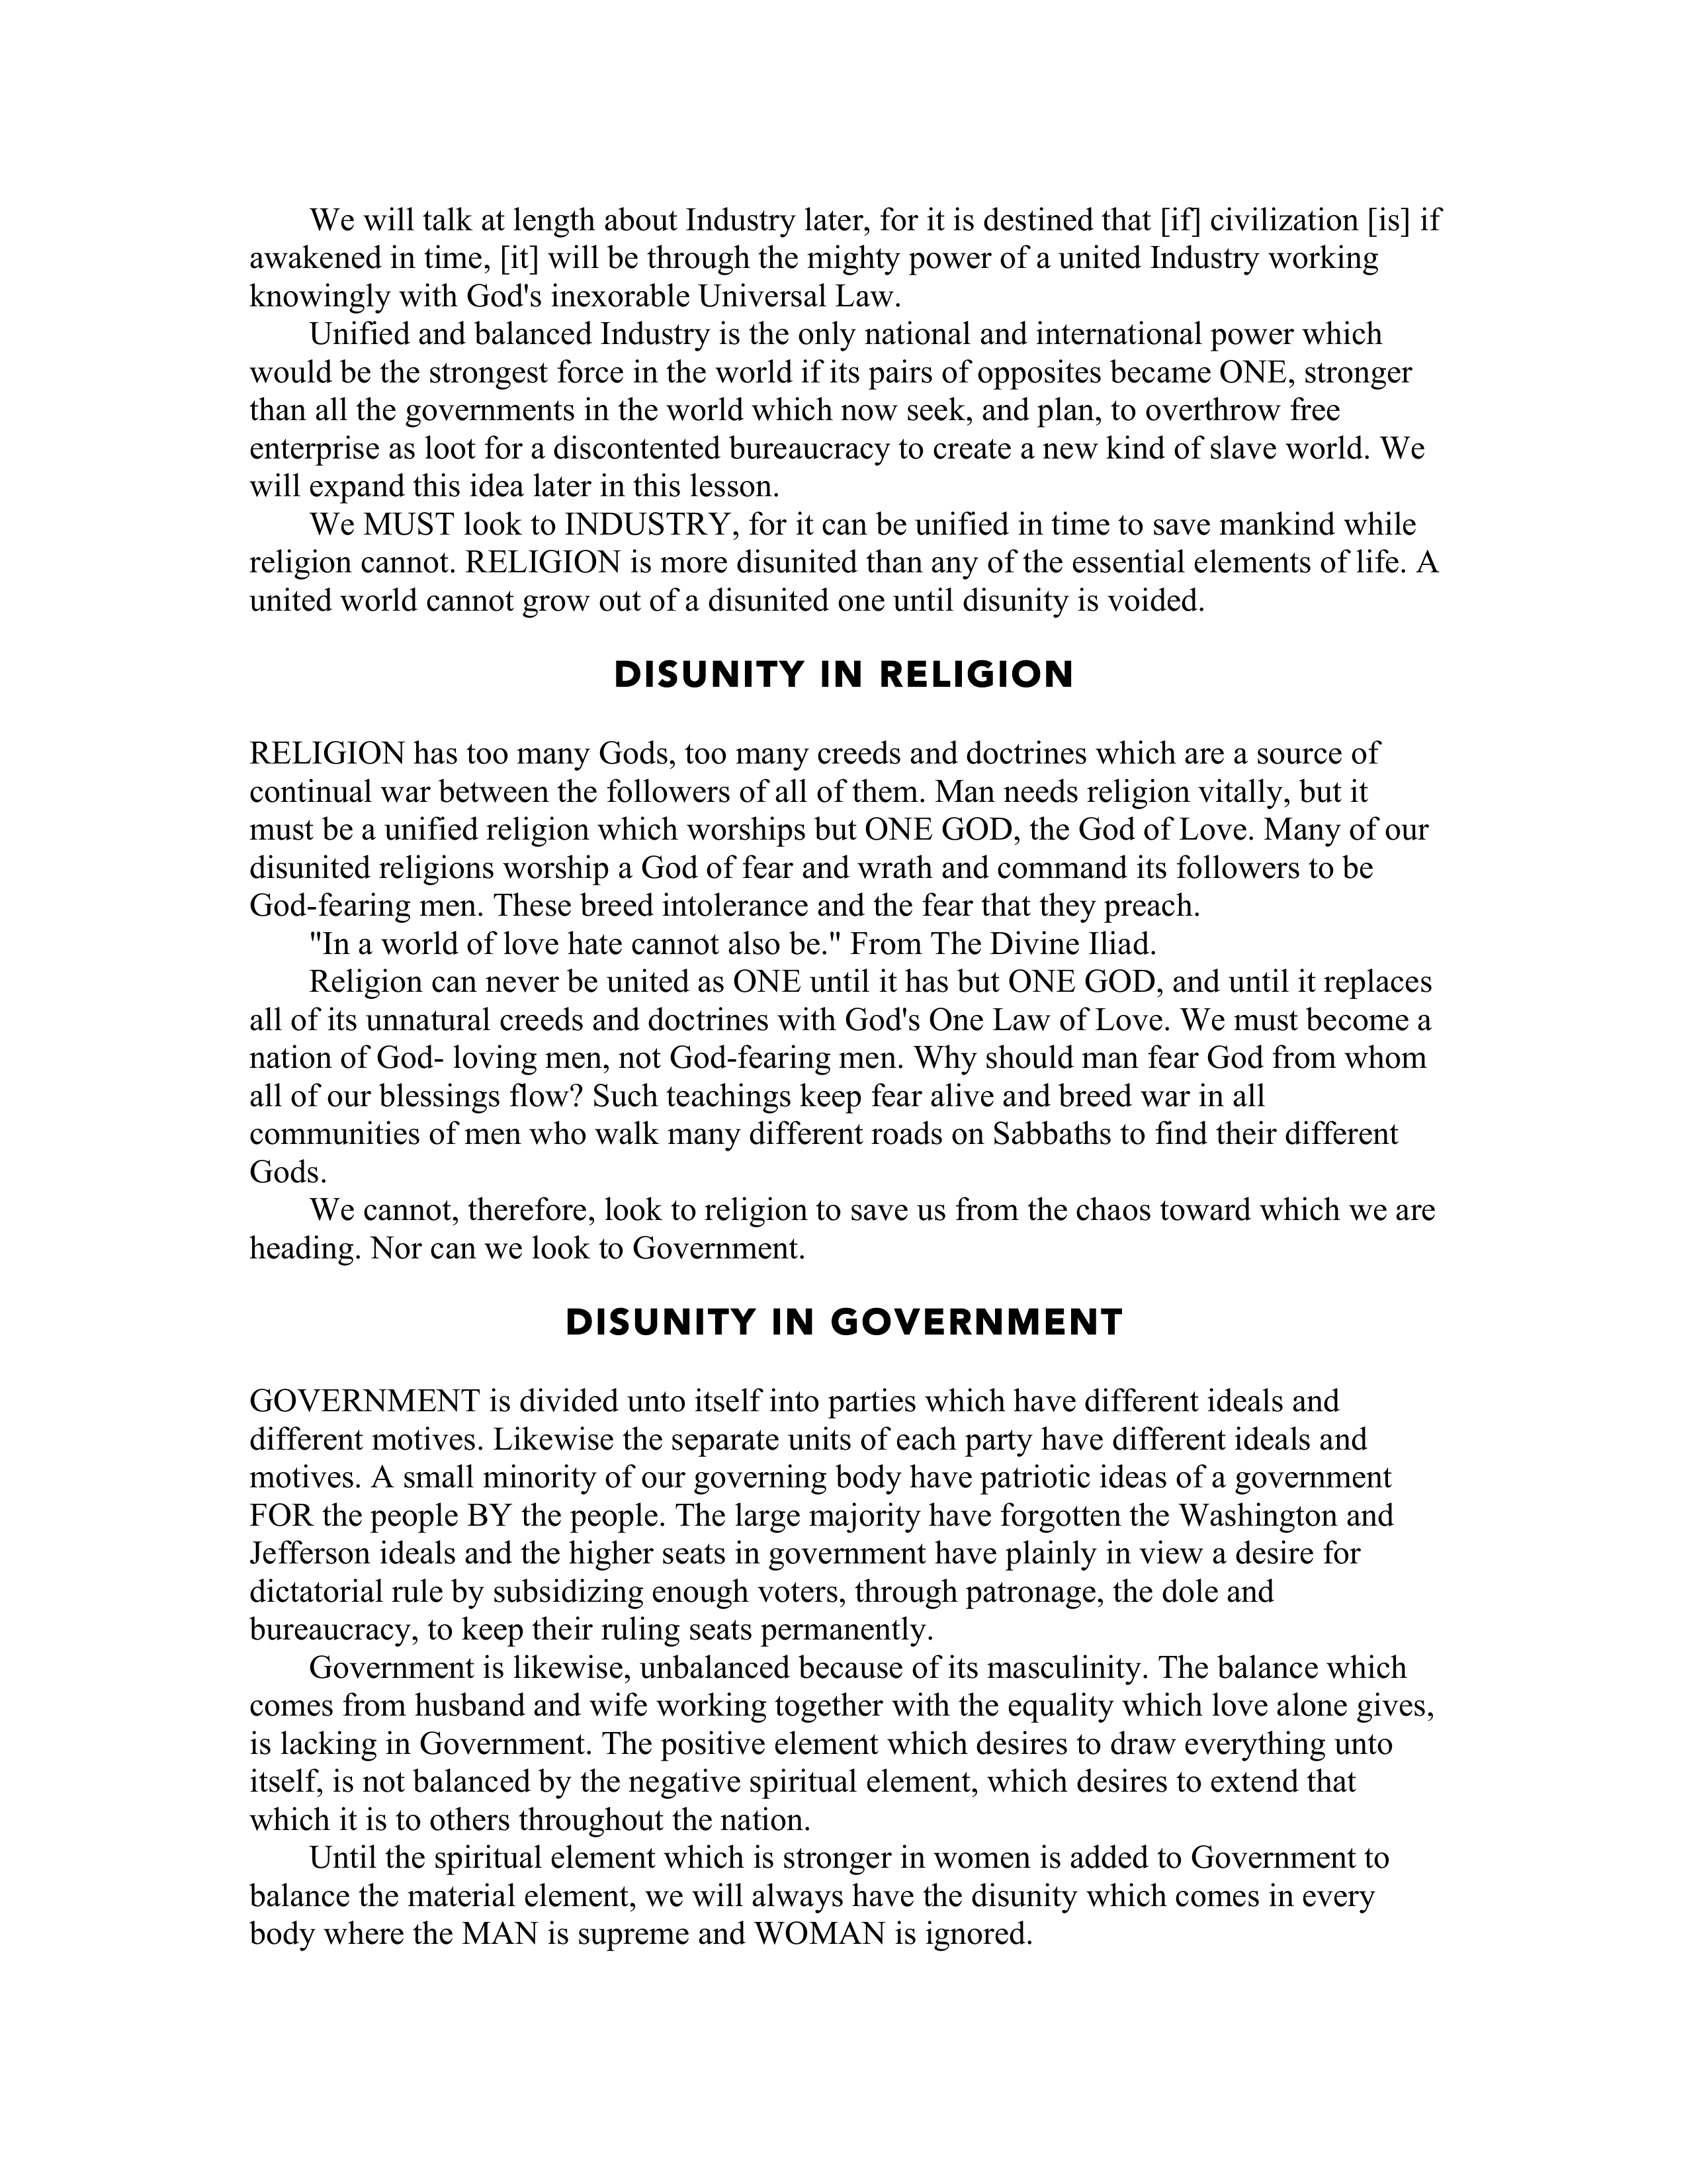 We will talk at length about Industry later, for it is destined that [if] civilization [is] if
awakened in time, [it] will be through the mighty power of a united Industry working
knowingly with God's inexorable Universal Law.
Unified and balanced Industry is the only national and international power which
would be the strongest force in the world if its pairs of opposites became ONE, stronger
than all the governments in the world which now seek, and plan, to overthrow free
enterprise as loot for a discontented bureaucracy to create a new kind of slave world. We
will expand this idea later in this lesson.
We MUST look to INDUSTRY, for it can be unified in time to save mankind while
religion cannot. RELIGION is more disunited than any of the essential elements of life. A
united world cannot grow out of a disunited one until disunity is voided.
DISUNITY IN RELIGION
RELIGION has too many Gods, too many creeds and doctrines which are a source of
continual war between the followers of all of them. Man needs religion vitally, but it
must be a unified religion which worships but ONE GOD, the God of Love. Many of our
disunited religions worship a God of fear and wrath and command its followers to be
God-fearing men. These breed intolerance and the fear that they preach.
"In a world of love hate cannot also be." From The Divine Iliad.
Religion can never be united as ONE until it has but ONE GOD, and until it replaces
all of its unnatural creeds and doctrines with God's One Law of Love. We must become a
nation of God- loving men, not God-fearing men. Why should man fear God from whom
all of our blessings flow? Such teachings keep fear alive and breed war in all
communities of men who walk many different roads on Sabbaths to find their different
Gods.
We cannot, therefore, look to religion to save us from the chaos toward which we are
heading. Nor can we look to Government.
DISUNITY IN GOVERNMENT
GOVERNMENT is divided unto itself into parties which have different ideals and
different motives. Likewise the separate units of each party have different ideals and
motives. A small minority of our governing body have patriotic ideas of a government
FOR the people BY the people. The large majority have forgotten the Washington and
Jefferson ideals and the higher seats in government have plainly in view a desire for
dictatorial rule by subsidizing enough voters, through patronage, the dole and
bureaucracy, to keep their ruling seats permanently.
Government is likewise, unbalanced because of its masculinity. The balance which
comes from husband and wife working together with the equality which love alone gives,
is lacking in Government. The positive element which desires to draw everything unto
itself, is not balanced by the negative spiritual element, which desires to extend that
which it is to others throughout the nation.
Until the spiritual element which is stronger in women is added to Government to
balance the material element, we will always have the disunity which comes in every
body where the MAN is supreme and WOMAN is ignored.